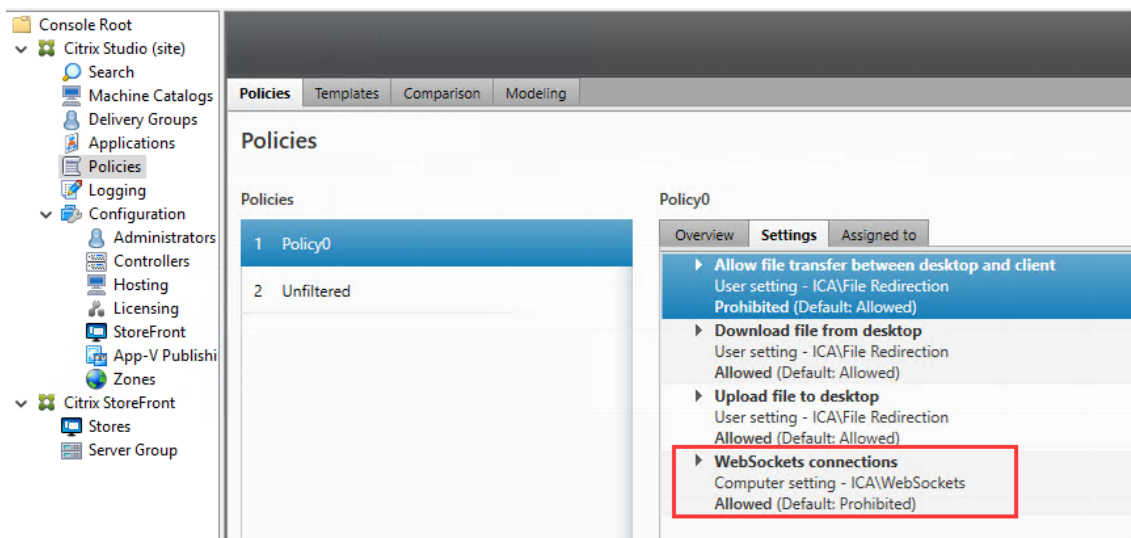 Console Root
Citrix Studio (site)
Search
Machine Catalogs
Delivery Groups
Applications
Policies
Logging
Configuration
Administrators
Controllers
Hosting
Licensing
StoreFront
App-V Publishi
Zones
Citrix StoreFront
Stores
Server Group
Policies Templates Comparison Modeling
Policies
Policies
1 Policy0
2 Unfiltered
Policy0
Overview Settings Assigned to
Allow file transfer between desktop and client
User setting - ICA\File Redirection
Prohibited (Default: Allowed)
Download file from desktop
User setting - ICA\File Redirection
Allowed (Default: Allowed)
Upload file to desktop
User setting - ICA\File Redirection
Allowed (Default: Allowed)
WebSockets connections
Computer setting - ICA\WebSockets
Allowed (Default: Prohibited)